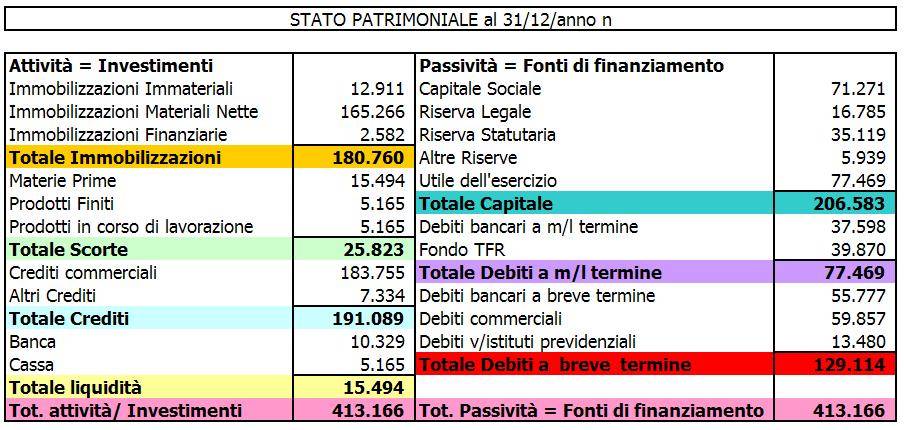 STATO PATRIMONIALE al 31/12/anno n
Attività = Investimenti Passività = Fonti di finanziamento
Immobilizzazioni Immateriali 12.911 Capitale Sociale 71.271
Immobilizzazioni Materiali Nette 165.266 Riserva Legale 16.785
Immobilizzazioni Finanziarie 2.582 Riserva Statutaria 35.119
Totale Immobilizzazioni 180.760 Altre Riserve 5.939
Materie Prime 15.494 Utile dell'esercizio 77.469
Prodotti Finiti 5.165 Totale Capitale 206.583
Prodotti in corso di lavorazione 5.165 Debiti bancari a m/l termine 37.598
Totale Scorte 25.823 Fondo TFR 39.870
Crediti commerciali 183.755 Totale Debiti a m/l termine 77.469
Altri Crediti 7.334 Debiti bancari a breve termine 55.777
Totale Crediti 191.089 Debiti commerciali 59.857
Banca 10.329 Debiti v/istituti previdenziali 13.480
Cassa 5.165 Totale Debiti a breve termine 129.114
Totale liquidità 15.494
Tot. attività/ Investimenti 413.166 Tot. Passività = Fonti di finanziamento 413.166